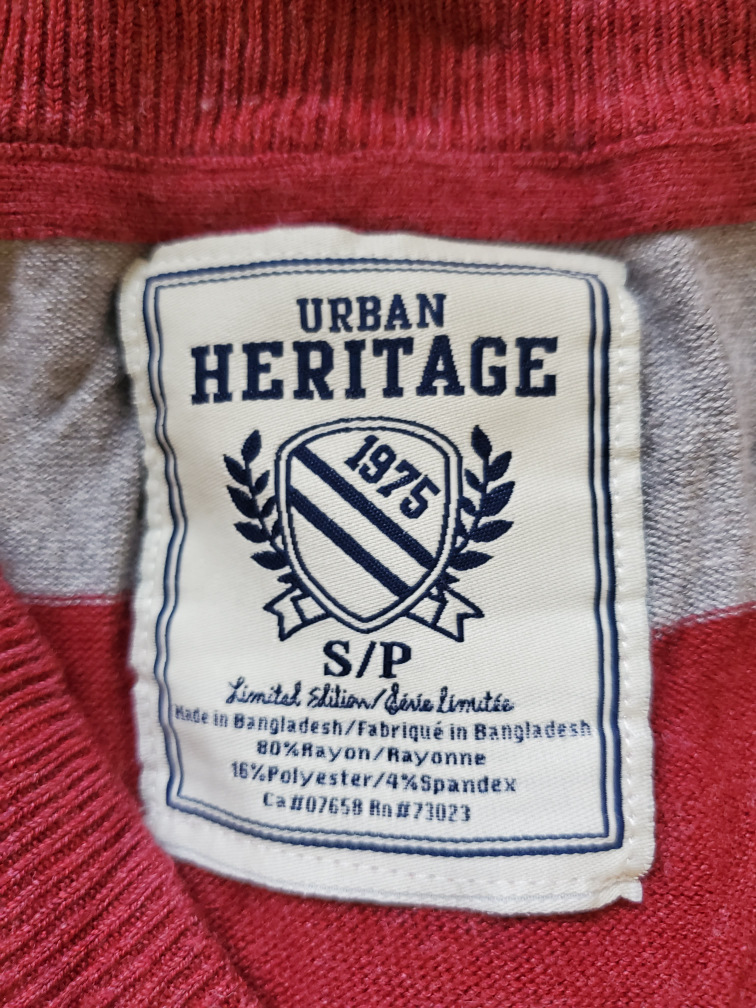 URBAN
HERITAGE
1975
S/P
Limited Edition/Série limitée
Made in Bangladesh/Fabriqué in Bangladesh
80%Rayon/Rayonne
16%Polyester/4%Spandex
Ca#07658 Rn#73023